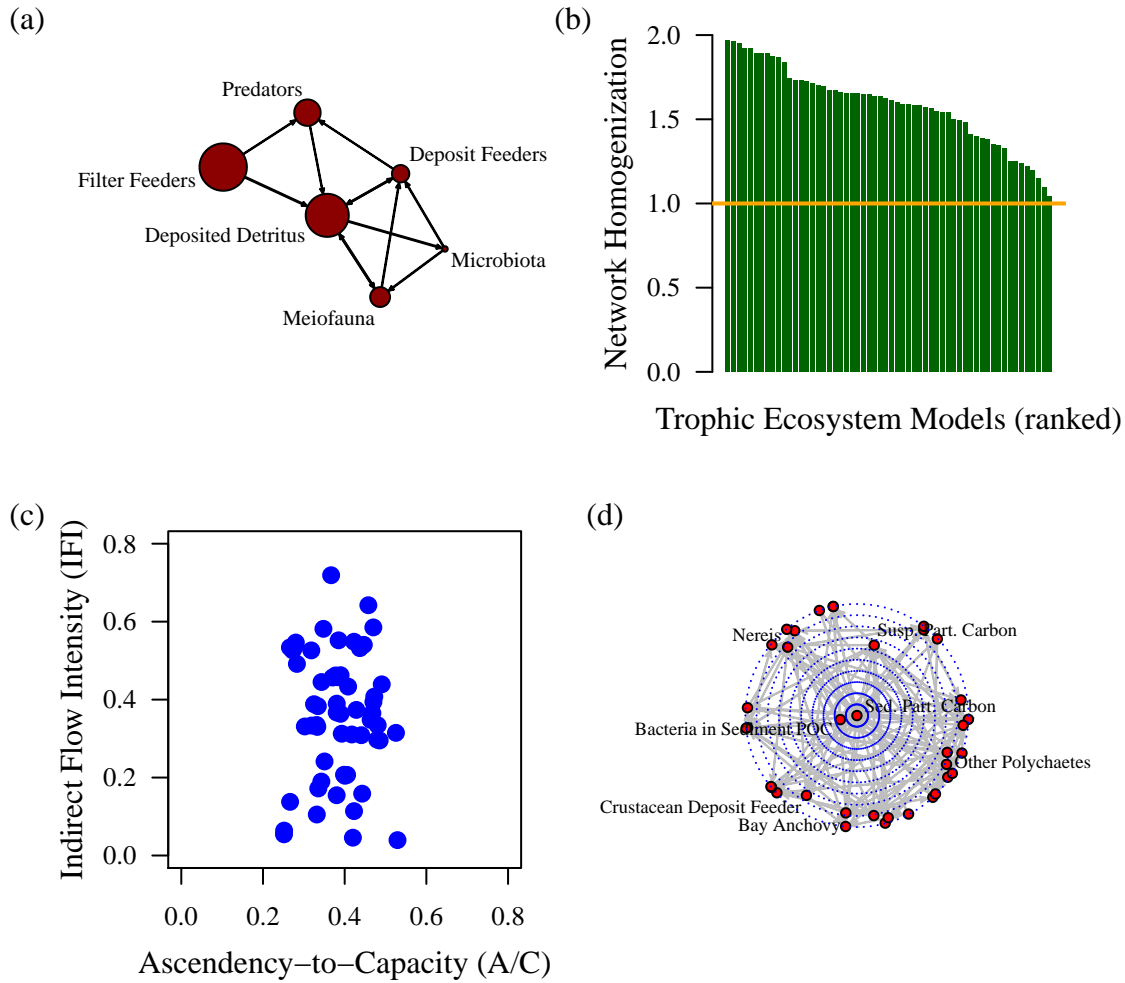 (a)
Predators
Filter Feeders
Deposit Feeders
Deposited Detritus
Microbiota
Meiofauna
(b)
Network Homogenization
2.0
1.5
1.0
0.5
0.0
Trophic Ecosystem Models (ranked)
(c)
Indirect Flow Intensity (IFI)
0.8
0.6
0.4
0.2
0.0
0.0 0.2 0.4 0.6 0.8
Ascendency−to−Capacity (A/C)
(d)
Nereis
Susp. Part. Carbon
Sed. Part. Carbon
Bacteria in Sediment POC
Other Polychaetes
Crustacean Deposit Feeder
Bay Anchovy